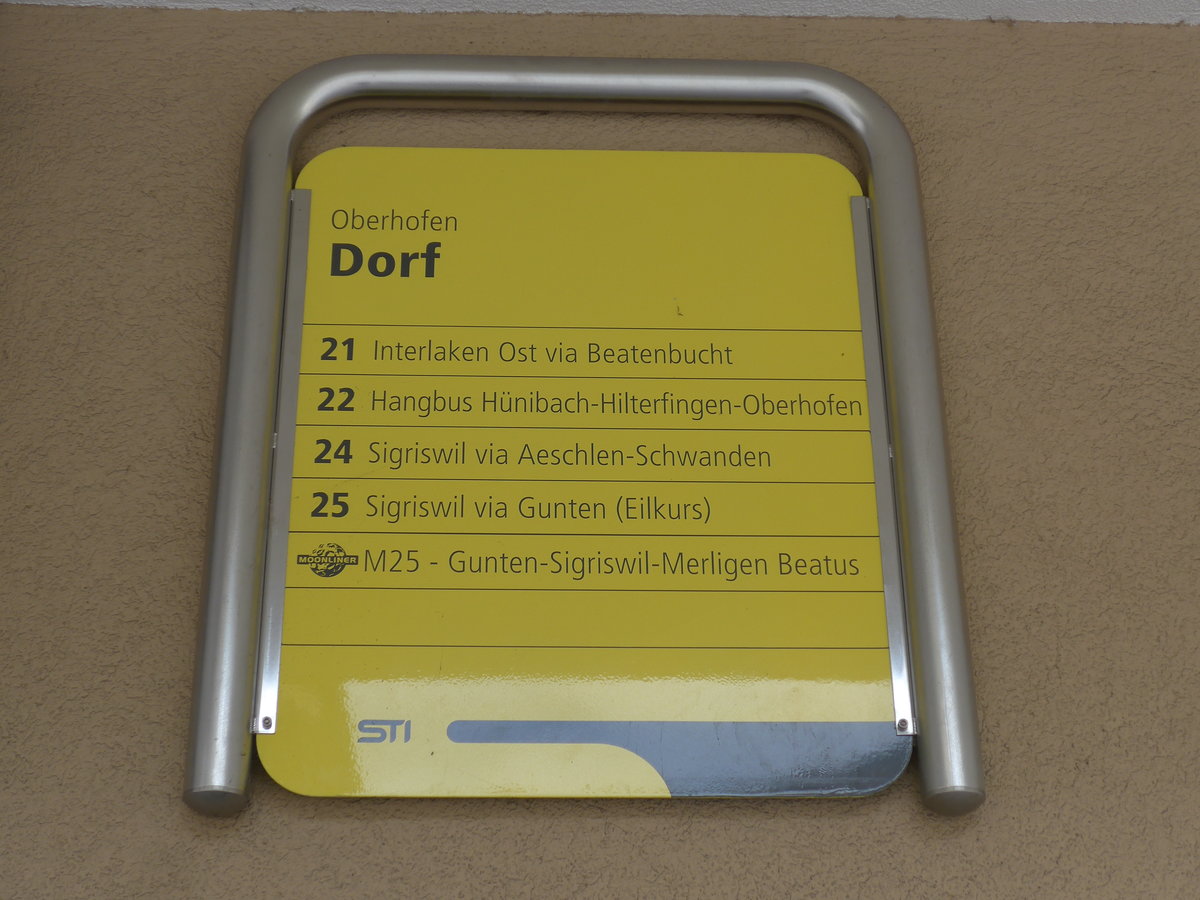 Oberhofen
Dorf
21 Interlaken Ost via Beatenbucht
22 Hangbus Hünibach-Hilterfingen-Oberhofen
24 Sigriswil via Aeschlen-Schwanden
25 Sigriswil via Gunten (Eilkurs)
MOONLINER M25 - Gunten-Sigriswil-Merligen Beatus
STI